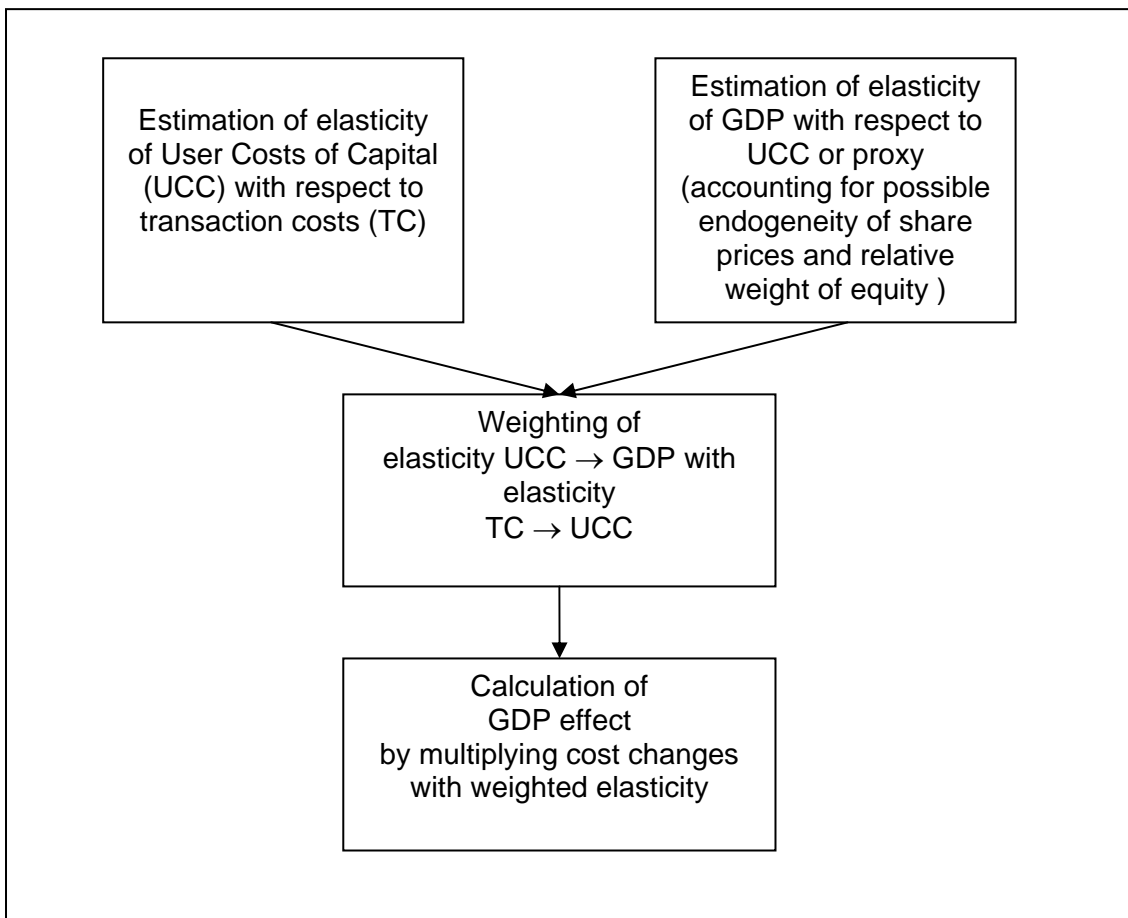 Estimation of elasticity
of User Costs of Capital
(UCC) with respect to
transaction costs (TC)
Estimation of elasticity
of GDP with respect to
UCC or proxy
(accounting for possible
endogeneity of share
prices and relative
weight of equity )
Weighting of
elasticity UCC → GDP with
elasticity
TC → UCC
Calculation of
GDP effect
by multiplying cost changes
with weighted elasticity